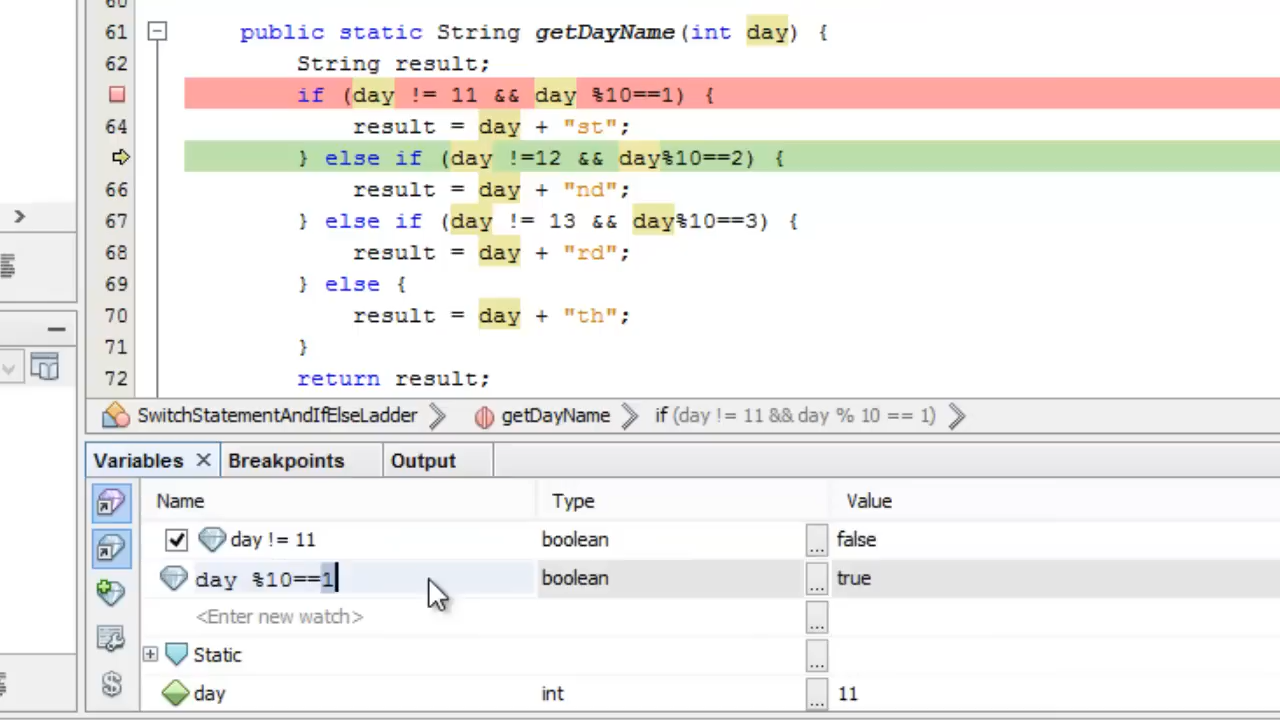 60
61 public static String getDayName(int day) {
62 String result;
if (day != 11 && day %10==1) {
64 result = day + "st";
} else if (day !=12 && day%10==2) {
66 result = day + "nd";
67 } else if (day != 13 && day%10==3) {
68 result = day + "rd";
69 } else {
70 result = day + "th";
71 }
72 return result;
SwitchStatementAndIfElseLadder getDayName if (day != 11 && day % 10 == 1)
Variables Breakpoints Output
Name Type Value
day != 11 boolean ... false
day %10==1 boolean ... true
<Enter new watch> ...
Static ...
day int ... 11